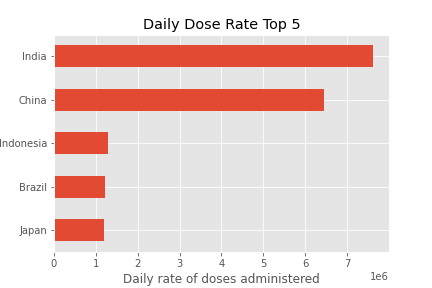 Daily Dose Rate Top 5
India
China
Indonesia
Brazil
Japan
0 1 2 3 4 5 6 7
1e6
Daily rate of doses administered